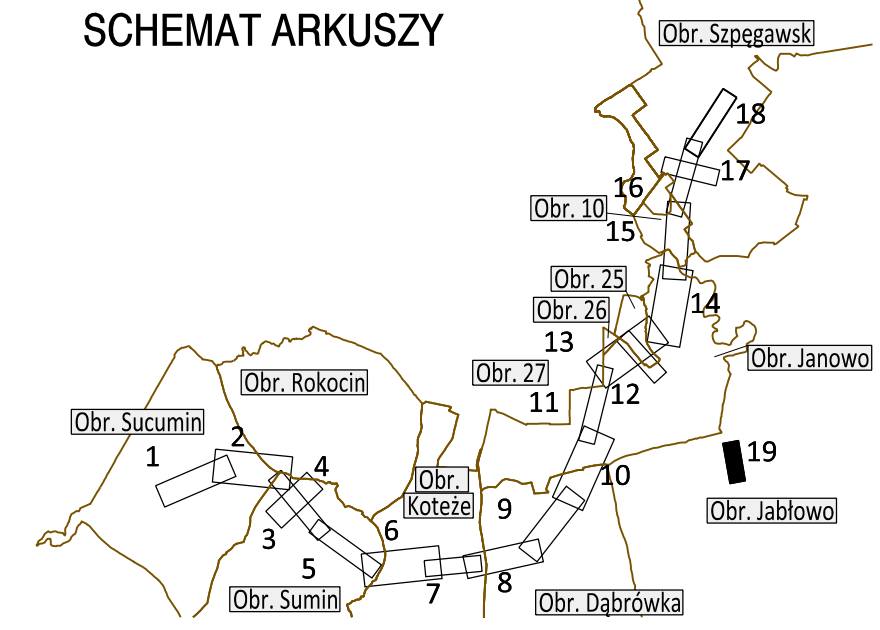 SCHEMAT ARKUSZY
Obr. Szpęgawsk
18
17
16
Obr. 10
15
Obr. 25
14
Obr. 26
13
Obr. Janowo
Obr. 27
Obr. Rokocin
12
11
Obr. Sucumin
2
1
19
4
10
Obr.
Koteże
9
Obr. Jabłowo
3
6
5
8
7
Obr. Sumin
Obr. Dąbrówka